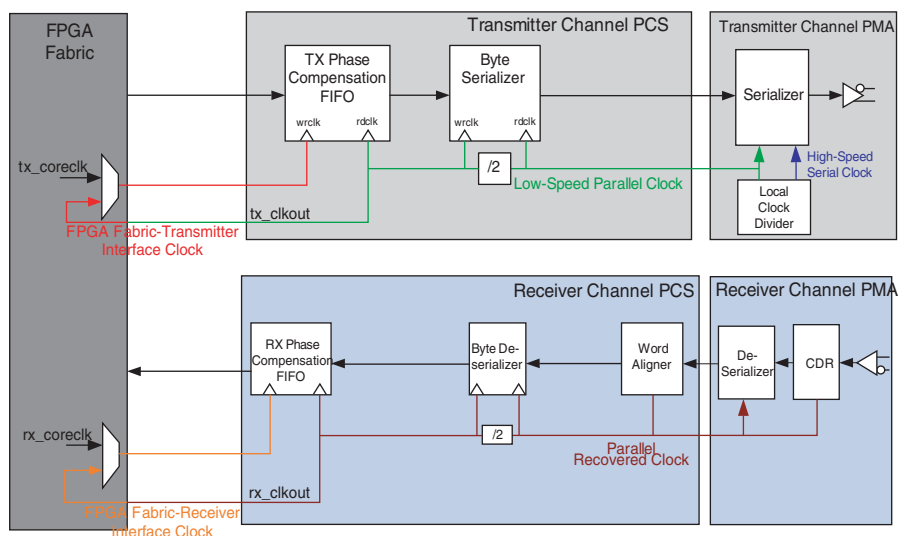 FPGA
Fabric
Transmitter Channel PCS
Transmitter Channel PMA
TX Phase
Compensation
FIFO
wrclk
rdclk
Byte
Serializer
wrclk
rdclk
Serializer
tx_coreclk
/2
Low-Speed Parallel Clock
High-Speed
Serial Clock
Local
Clock
Divider
tx_clkout
FPGA Fabric-Transmitter
Interface Clock
Receiver Channel PCS
Receiver Channel PMA
RX Phase
Compensation
FIFO
Byte De-
serializer
Word
Aligner
De-
Serializer
CDR
rx_coreclk
/2
Parallel
Recovered Clock
rx_clkout
FPGA Fabric-Receiver
Interface Clock